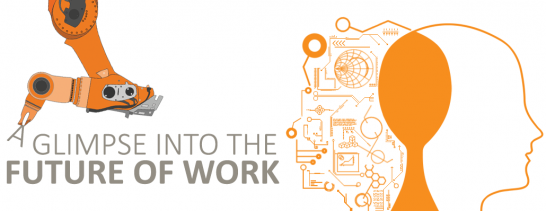 A GLIMPSE INTO THE
FUTURE OF WORK